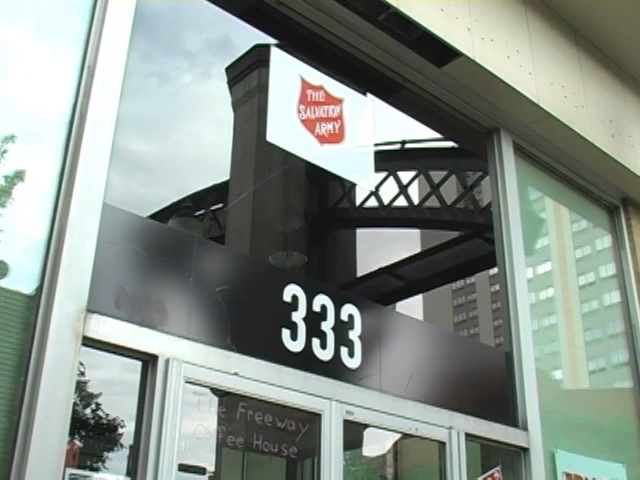 THE
SALVATION
ARMY
333
The Freeway
Coffee House